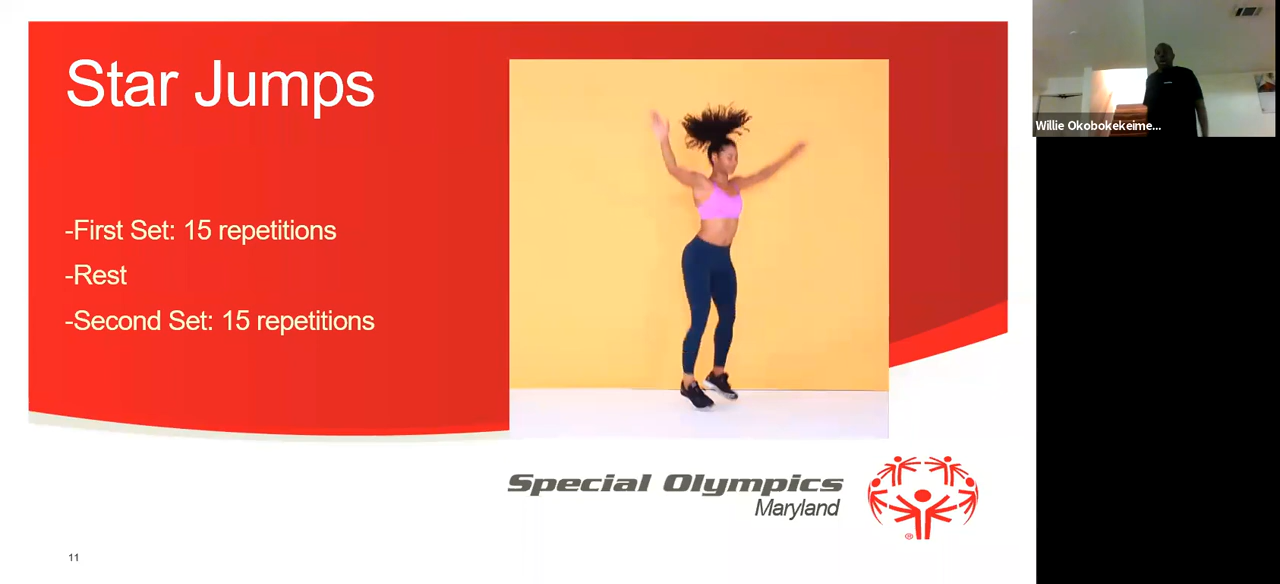 Star Jumps
-First Set: 15 repetitions
-Rest
-Second Set: 15 repetitions
Special Olympics
Maryland
®
11
Willie Okobokekeime...